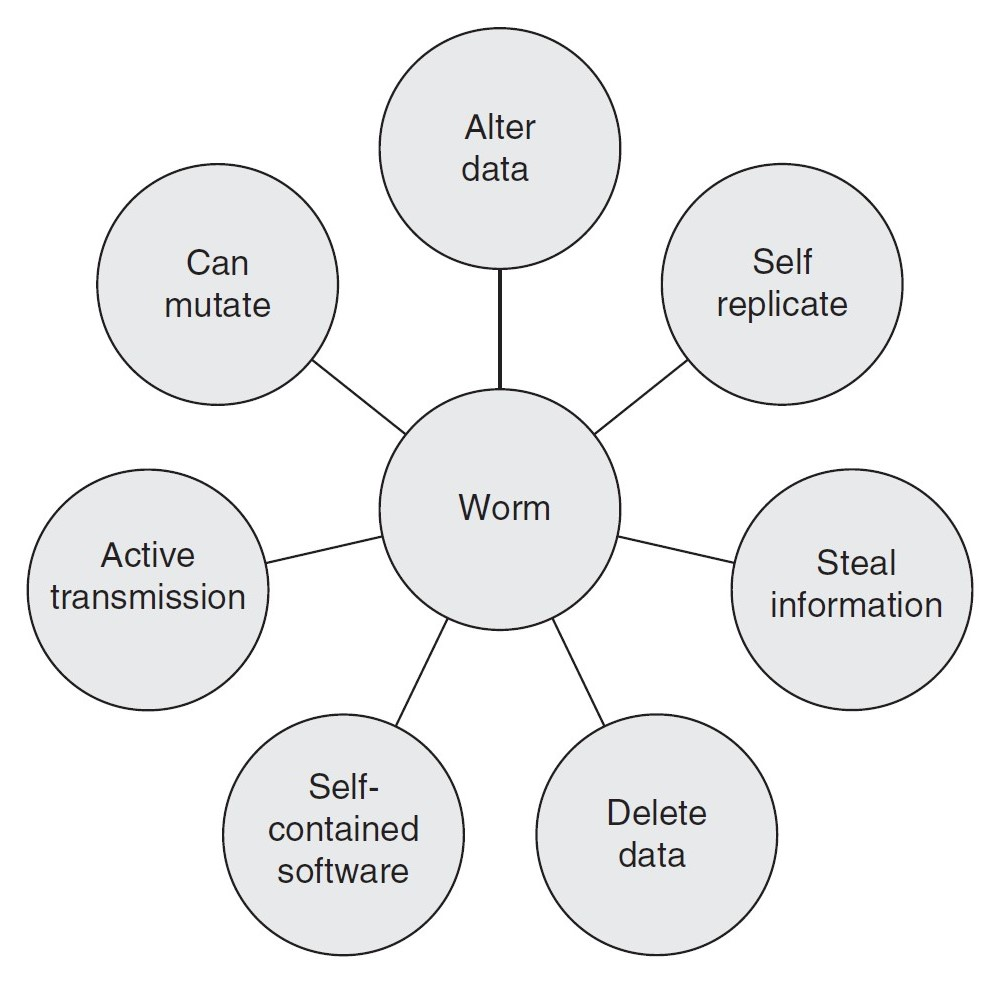 Alter
data
Can
mutate
Self
replicate
Worm
Active
transmission
Steal
information
Self-
contained
software
Delete
data